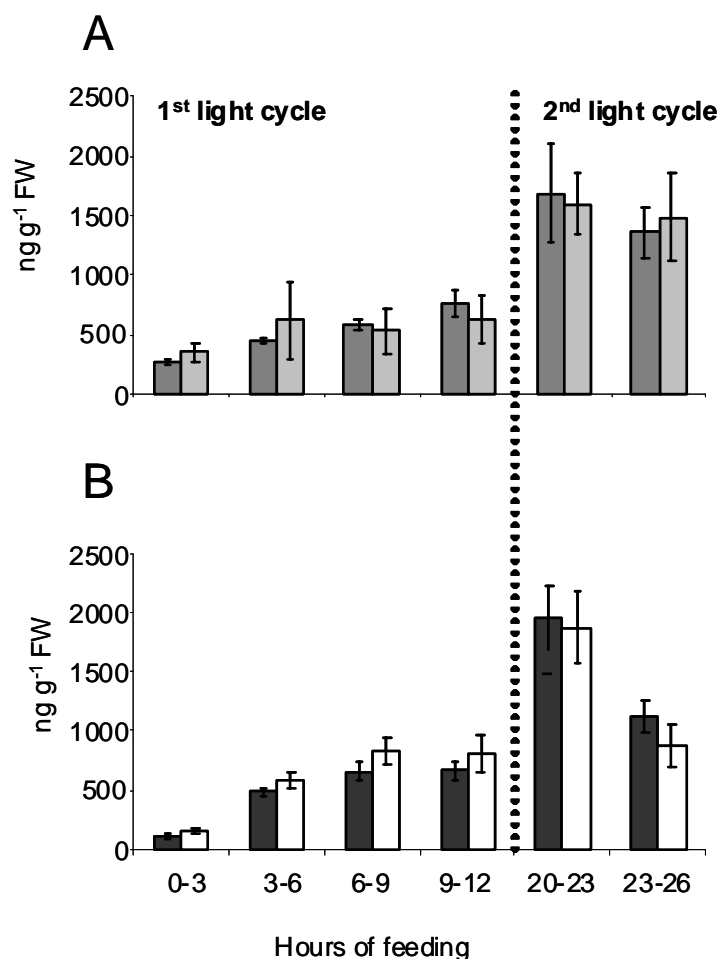 A
1st light cycle 2nd light cycle
ng g-1 FW
2500
2000
1500
1000
500
0
B
ng g-1 FW
2500
2000
1500
1000
500
0
0-3 3-6 6-9 9-12 20-23 23-26
Hours of feeding